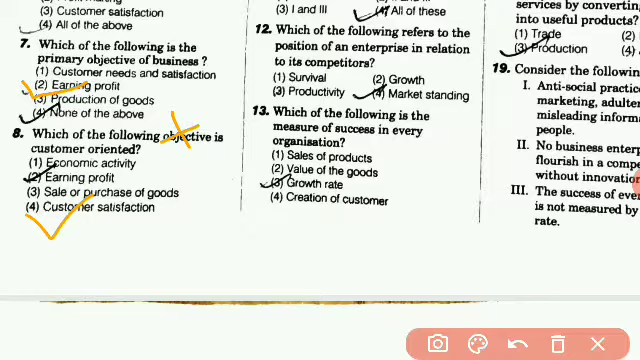 (3) Customer satisfaction
(4) All of the above
7. Which of the following is the
primary objective of business ?
(1) Customer needs and satisfaction
(2) Earning profit
(3) Production of goods
(4) None of the above
8. Which of the following objective is
customer oriented?
(1) Economic activity
(2) Earning profit
(3) Sale or purchase of goods
(4) Customer satisfaction
(3) I and III
(4) All of these
12. Which of the following refers to the
position of an enterprise in relation
to its competitors?
(1) Survival
(2) Growth
(3) Productivity
(4) Market standing
13. Which of the following is the
measure of success in every
organisation?
(1) Sales of products
(2) Value of the goods
(3) Growth rate
(4) Creation of customer
services by converting
into useful products?
(1) Trade
(2)
(3) Production
(4)
19. Consider the followin
I. Anti-social practic
marketing, adulter
misleading inform
people.
II. No business enterp
flourish in a compe
without innovation
III. The success of eve
is not measured by
rate.